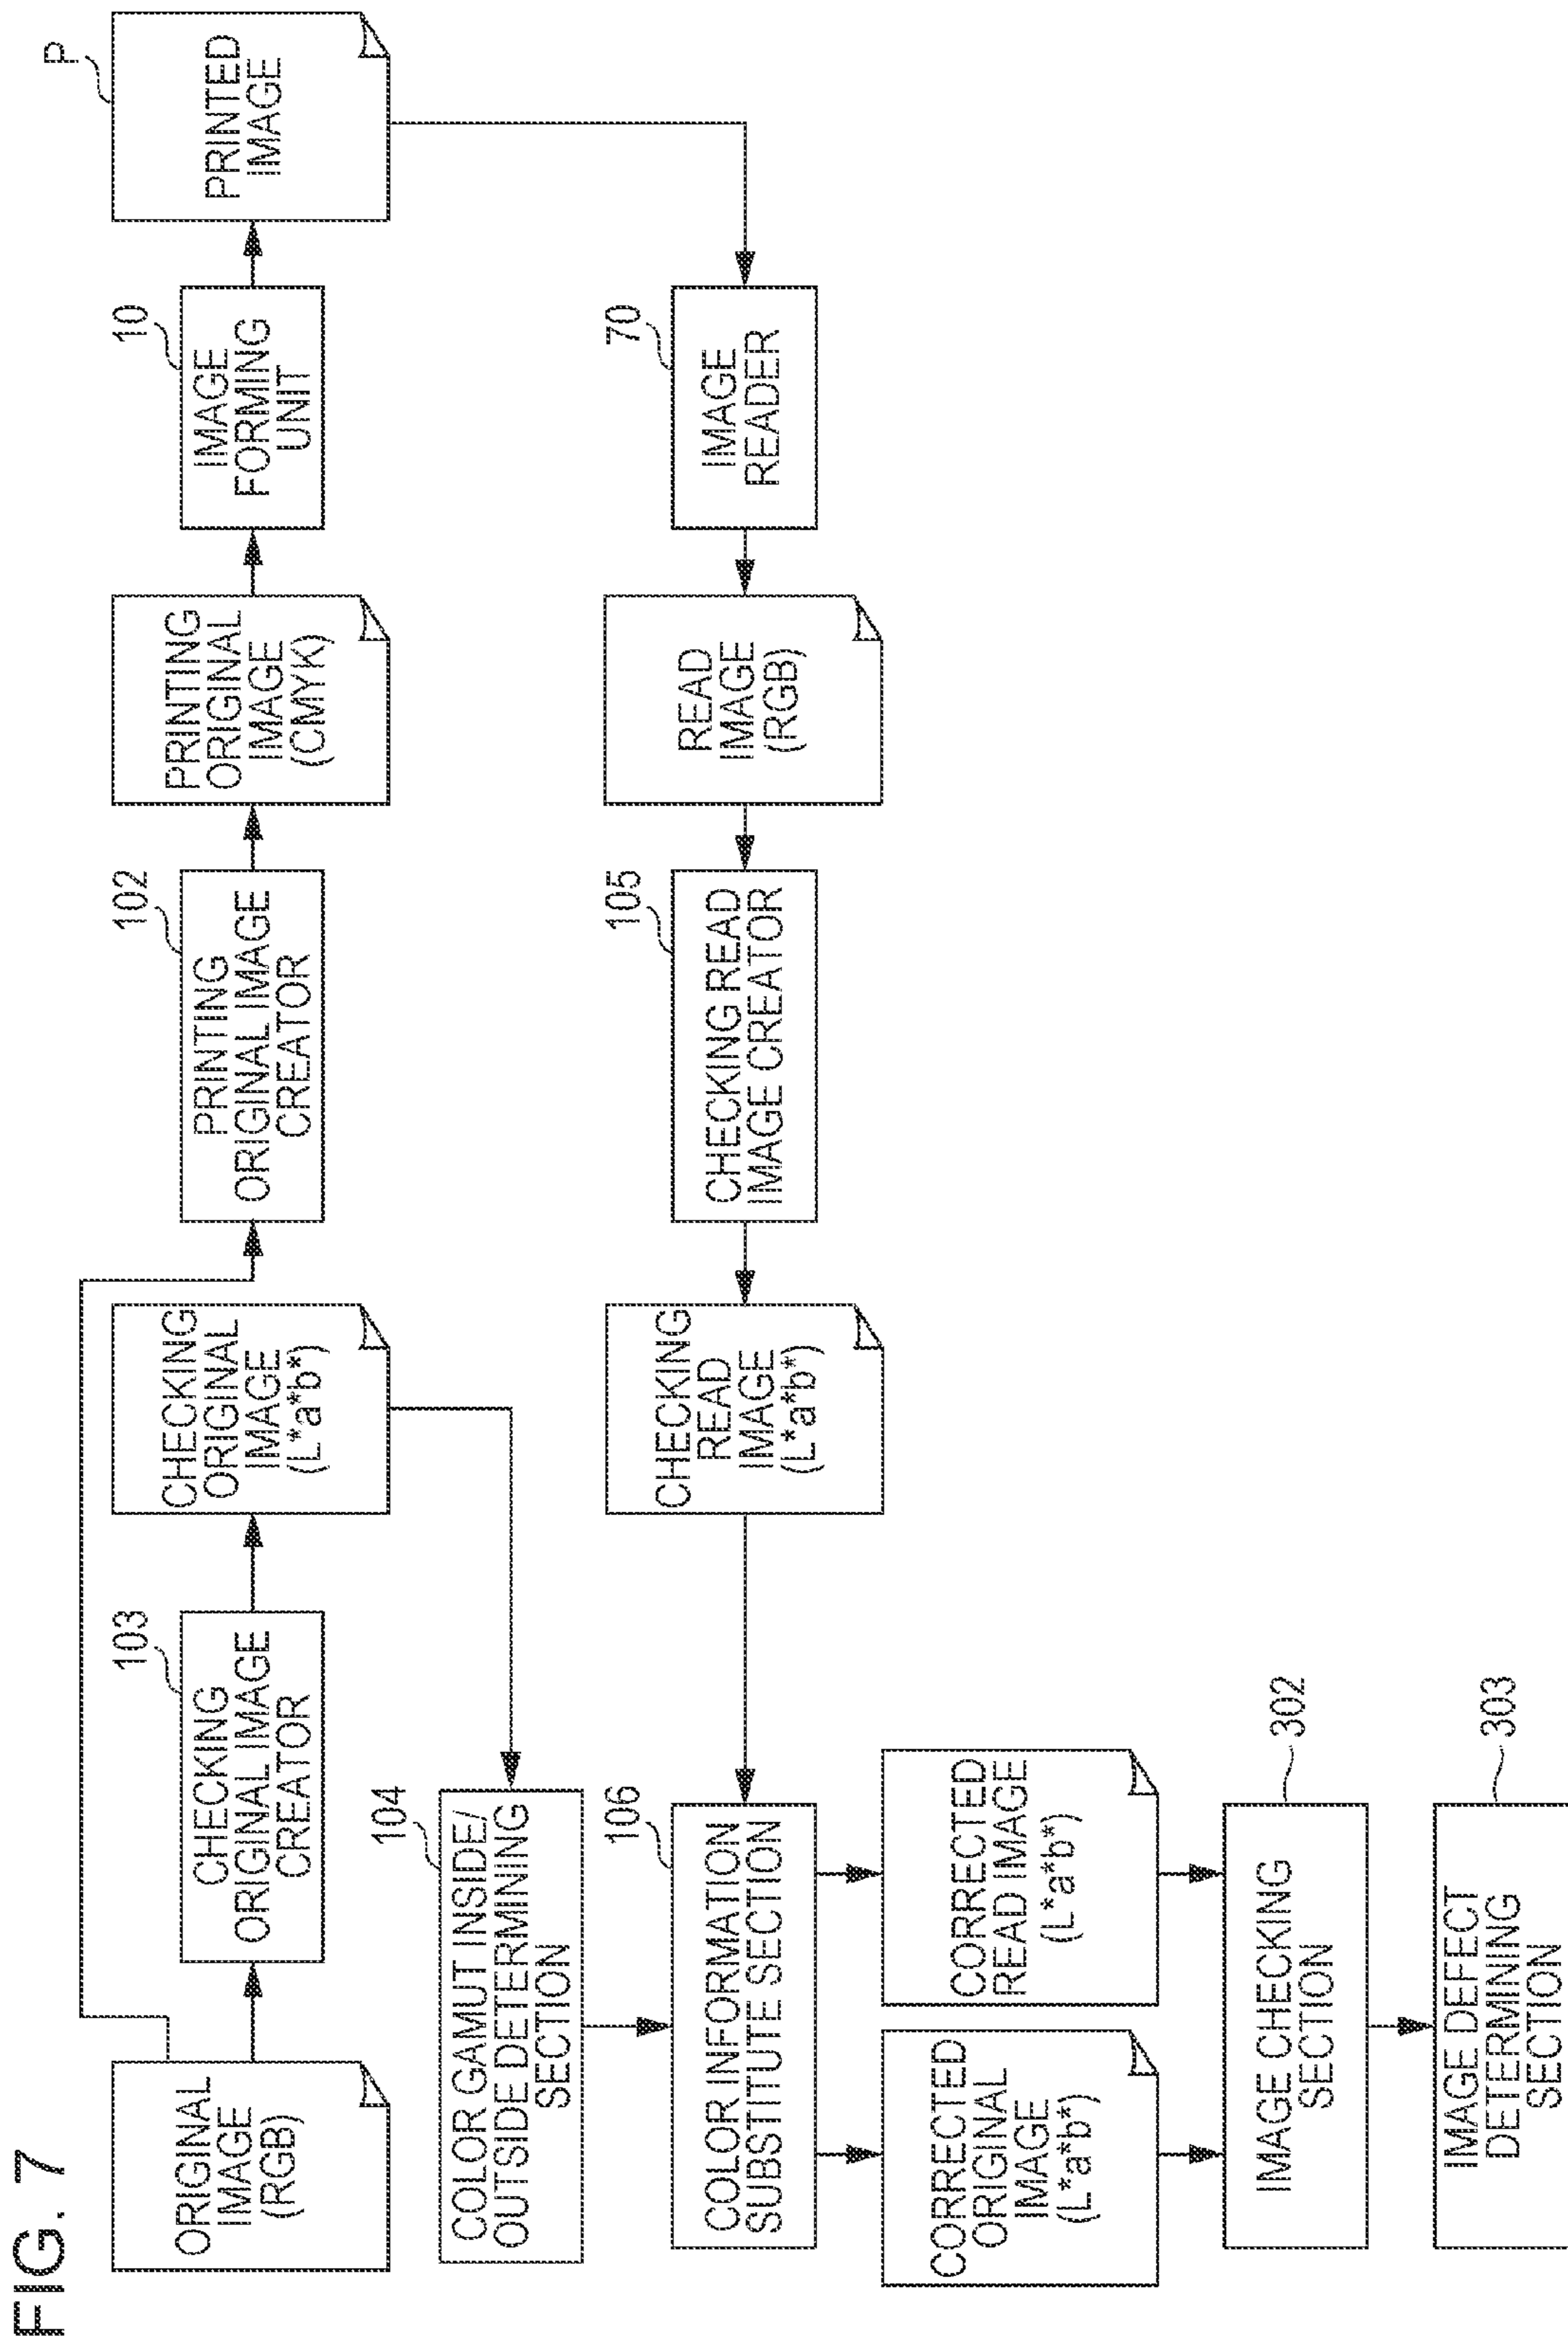 FIG. 7
ORIGINAL
IMAGE
(RGB)
103
CHECKING
ORIGINAL IMAGE
CREATOR
CHECKING
ORIGINAL
IMAGE
(L*a*b*)
102
PRINTING
ORIGINAL IMAGE
CREATOR
PRINTING
ORIGINAL
IMAGE
(CMYK)
10
IMAGE
FORMING
UNIT
P
PRINTED
IMAGE
104
COLOR GAMUT INSIDE/
OUTSIDE DETERMINING
SECTION
106
COLOR INFORMATION
SUBSTITUTE SECTION
CHECKING
READ
IMAGE
(L*a*b*)
105
CHECKING READ
IMAGE CREATOR
READ
IMAGE
(RGB)
70
IMAGE
READER
CORRECTED
ORIGINAL
IMAGE
(L*a*b*)
CORRECTED
READ IMAGE
(L*a*b*)
IMAGE CHECKING
SECTION
302
IMAGE DEFECT
DETERMINING
SECTION
303